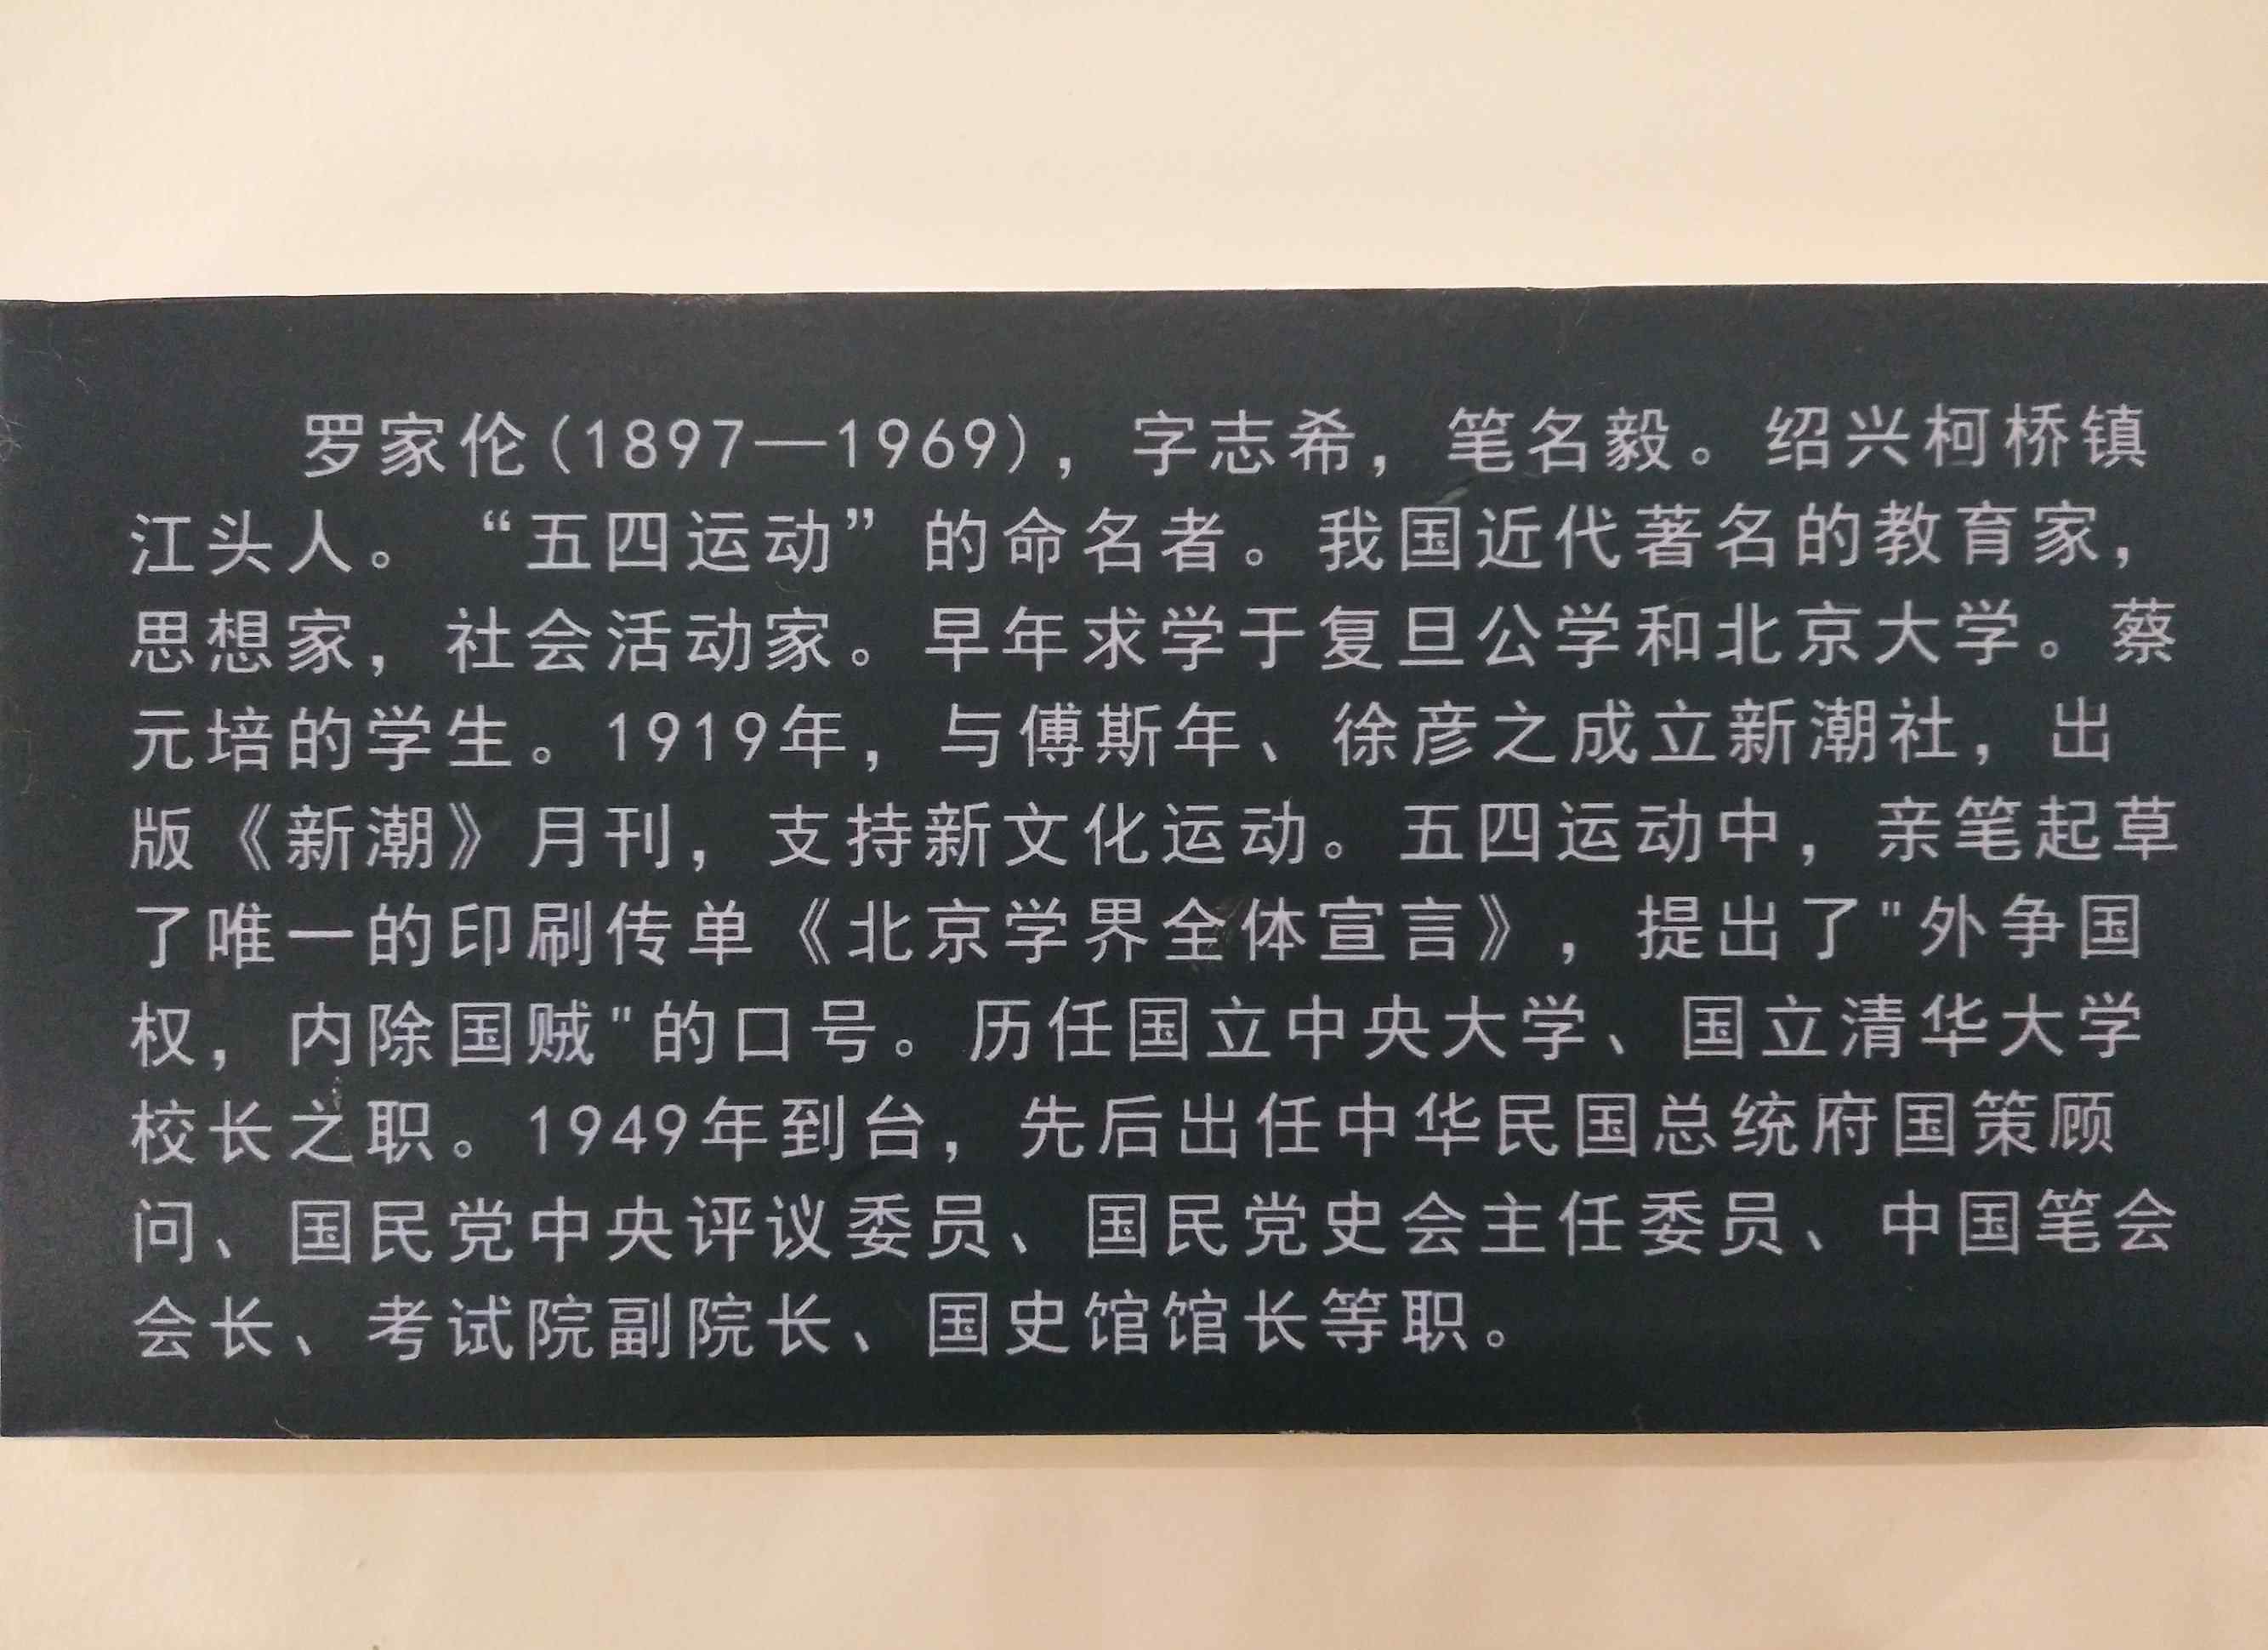 罗家伦(1897—1969)，字志希，笔名毅。绍兴柯桥镇
江头人。“五四运动”的命名者。我国近代著名的教育家，
思想家，社会活动家。早年求学于复旦公学和北京大学。蔡
元培的学生。1919年，与傅斯年、徐彦之成立新潮社，出
版《新潮》月刊，支持新文化运动。五四运动中，亲笔起草
了唯一的印刷传单《北京学界全体宣言》，提出了"外争国
权，内除国贼"的口号。历任国立中央大学、国立清华大学
校长之职。1949年到台，先后出任中华民国总统府国策顾
问、国民党中央评议委员、国民党史会主任委员、中国笔会
会长、考试院副院长、国史馆馆长等职。